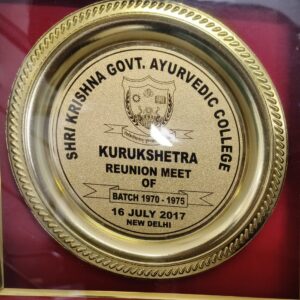 SHRI KRISHNA GOVT. AYURVEDIC COLLEGE
KURUKSHETRA
REUNION MEET
OF
BATCH 1970 - 1975
16 JULY 2017
NEW DELHI